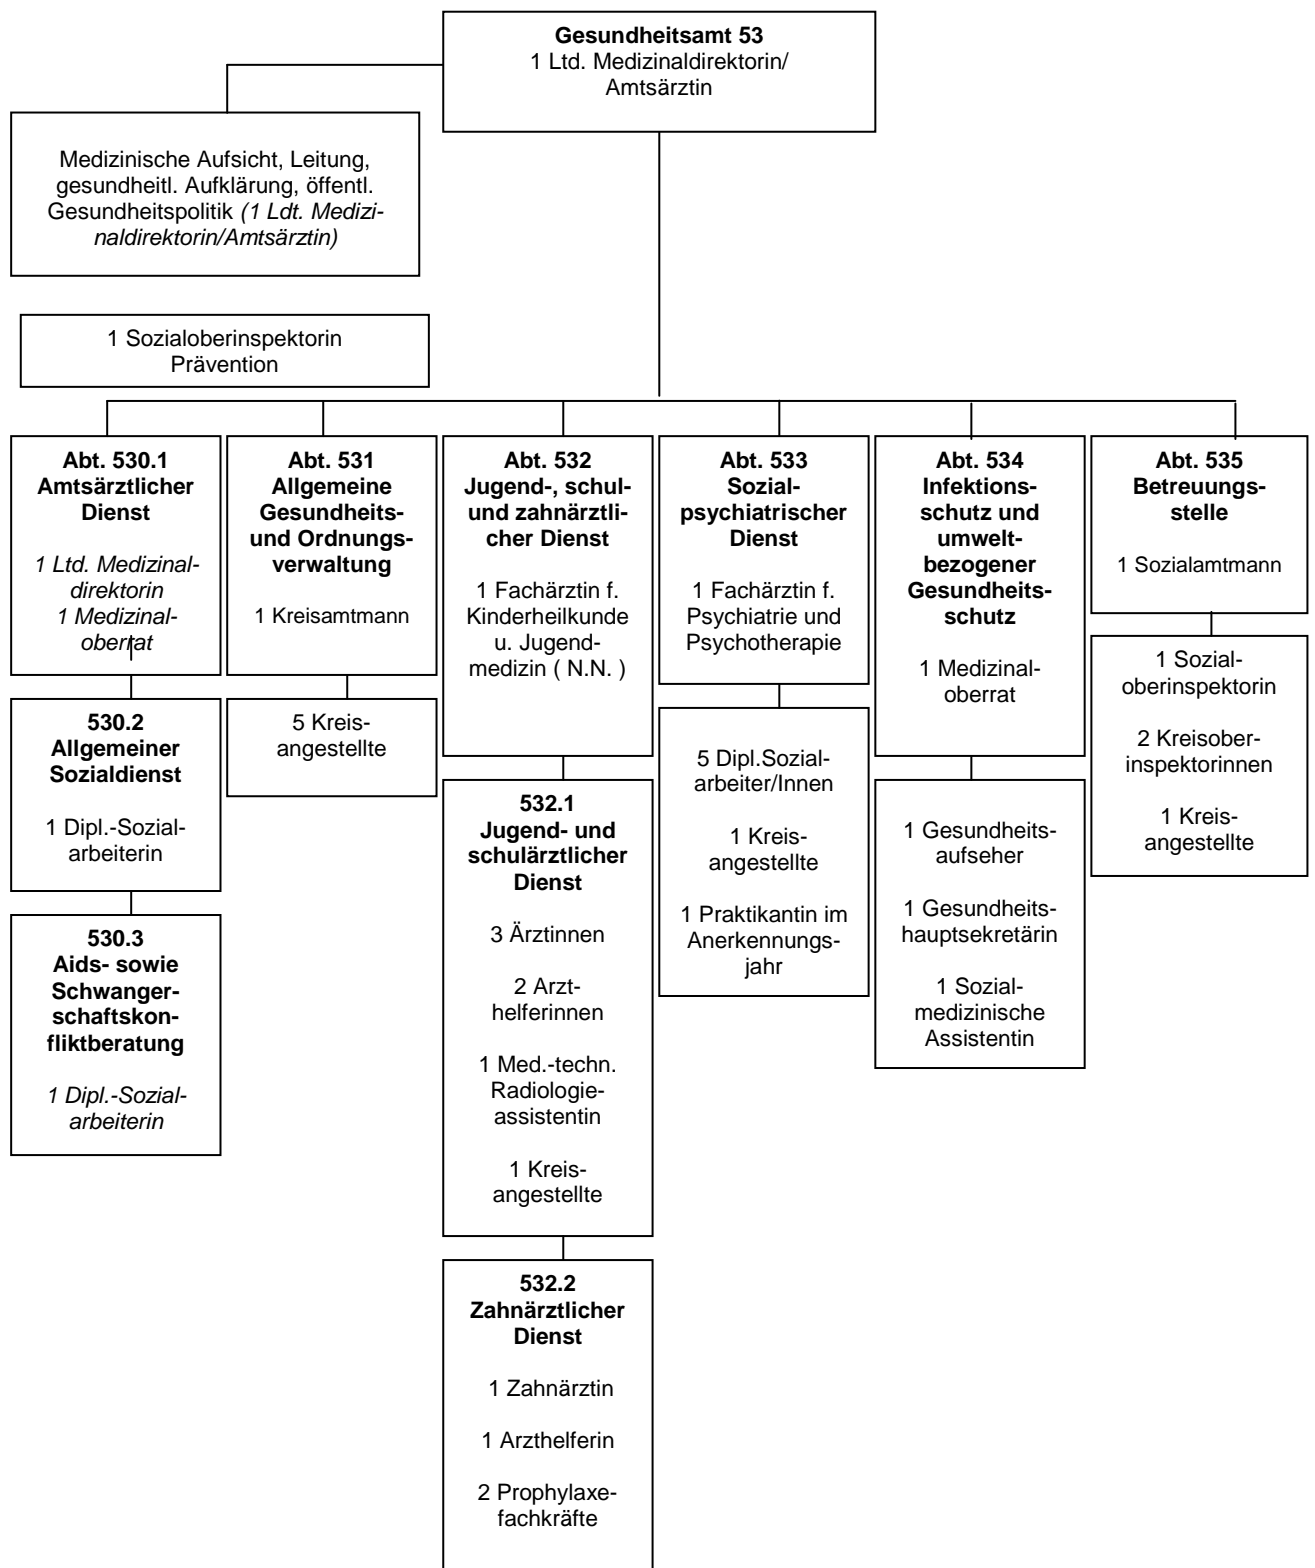 Gesundheitsamt 53
1 Ltd. Medizinaldirektorin/
Amtsärztin
Medizinische Aufsicht, Leitung,
gesundheitl. Aufklärung, öffentl.
Gesundheitspolitik (1 Ldt. Medizi-
naldirektorin/Amtsärztin)
1 Sozialoberinspektorin
Prävention
Abt. 530.1
Amtsärztlicher
Dienst
1 Ltd. Medizinal-
direktorin
1 Medizinal-
oberrat
530.2
Allgemeiner
Sozialdienst
1 Dipl.-Sozial-
arbeiterin
530.3
Aids- sowie
Schwanger-
schaftskon-
fliktberatung
1 Dipl.-Sozial-
arbeiterin
Abt. 531
Allgemeine
Gesundheits-
und Ordnungs-
verwaltung
1 Kreisamtmann
5 Kreis-
angestellte
Abt. 532
Jugend-, schul-
und zahnärztli-
cher Dienst
1 Fachärztin f.
Kinderheilkunde
u. Jugend-
medizin ( N.N. )
532.1
Jugend- und
schulärztlicher
Dienst
3 Ärztinnen
2 Arzt-
helferinnen
1 Med.-techn.
Radiologie-
assistentin
1 Kreis-
angestellte
532.2
Zahnärztlicher
Dienst
1 Zahnärztin
1 Arzthelferin
2 Prophylaxe-
fachkräfte
Abt. 533
Sozial-
psychiatrischer
Dienst
1 Fachärztin f.
Psychiatrie und
Psychotherapie
5 Dipl.Sozial-
arbeiter/Innen
1 Kreis-
angestellte
1 Praktikantin im
Anerkennungs-
jahr
Abt. 534
Infektions-
schutz und
umwelt-
bezogener
Gesundheits-
schutz
1 Medizinal-
oberrat
1 Gesundheits-
aufseher
1 Gesundheits-
hauptsekretärin
1 Sozial-
medizinische
Assistentin
Abt. 535
Betreuungs-
stelle
1 Sozialamtmann
1 Sozial-
oberinspektorin
2 Kreisober-
inspektorinnen
1 Kreis-
angestellte